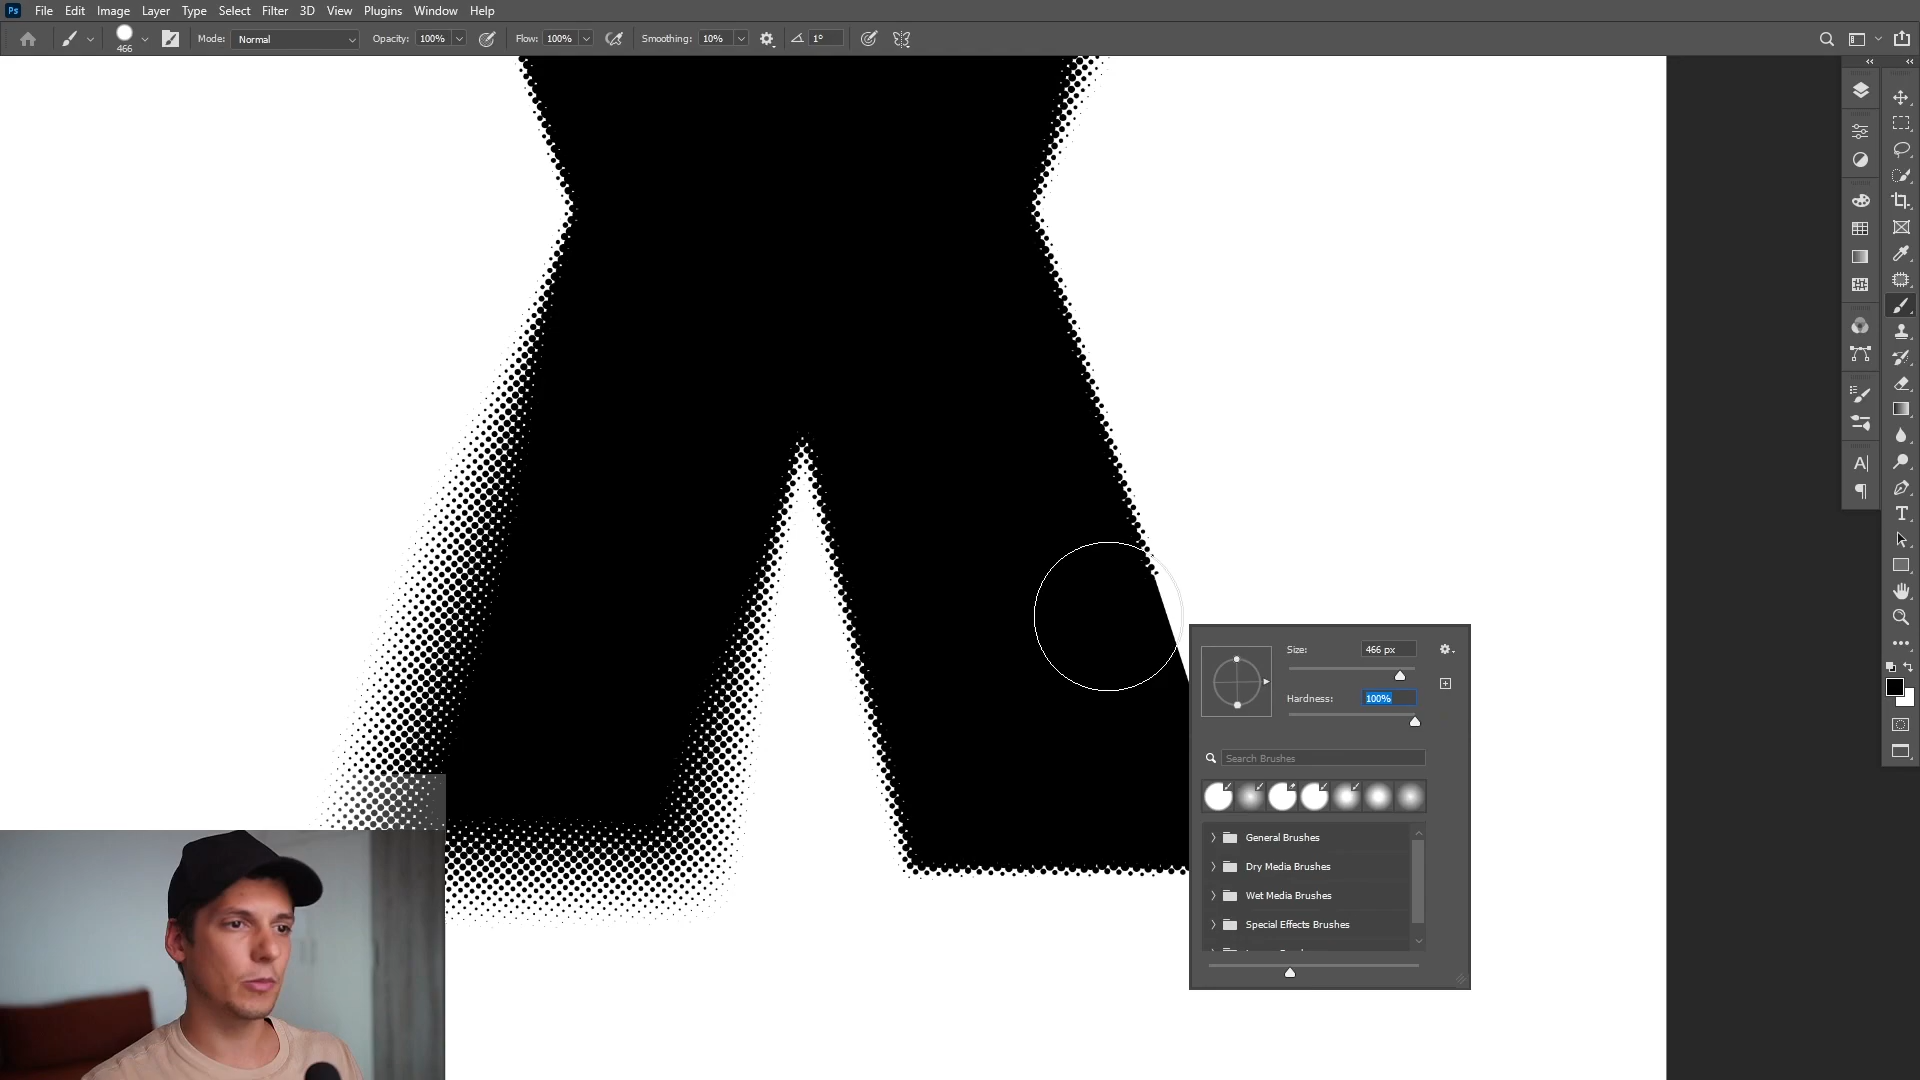 Ps File Edit Image Layer Type Select Filter 3D View Plugins Window Help
466 Mode: Normal Opacity: 100% Flow: 100% Smoothing: 10% 1°
Size: 466 px
Hardness: 100%
Search Brushes
General Brushes
Dry Media Brushes
Wet Media Brushes
Special Effects Brushes